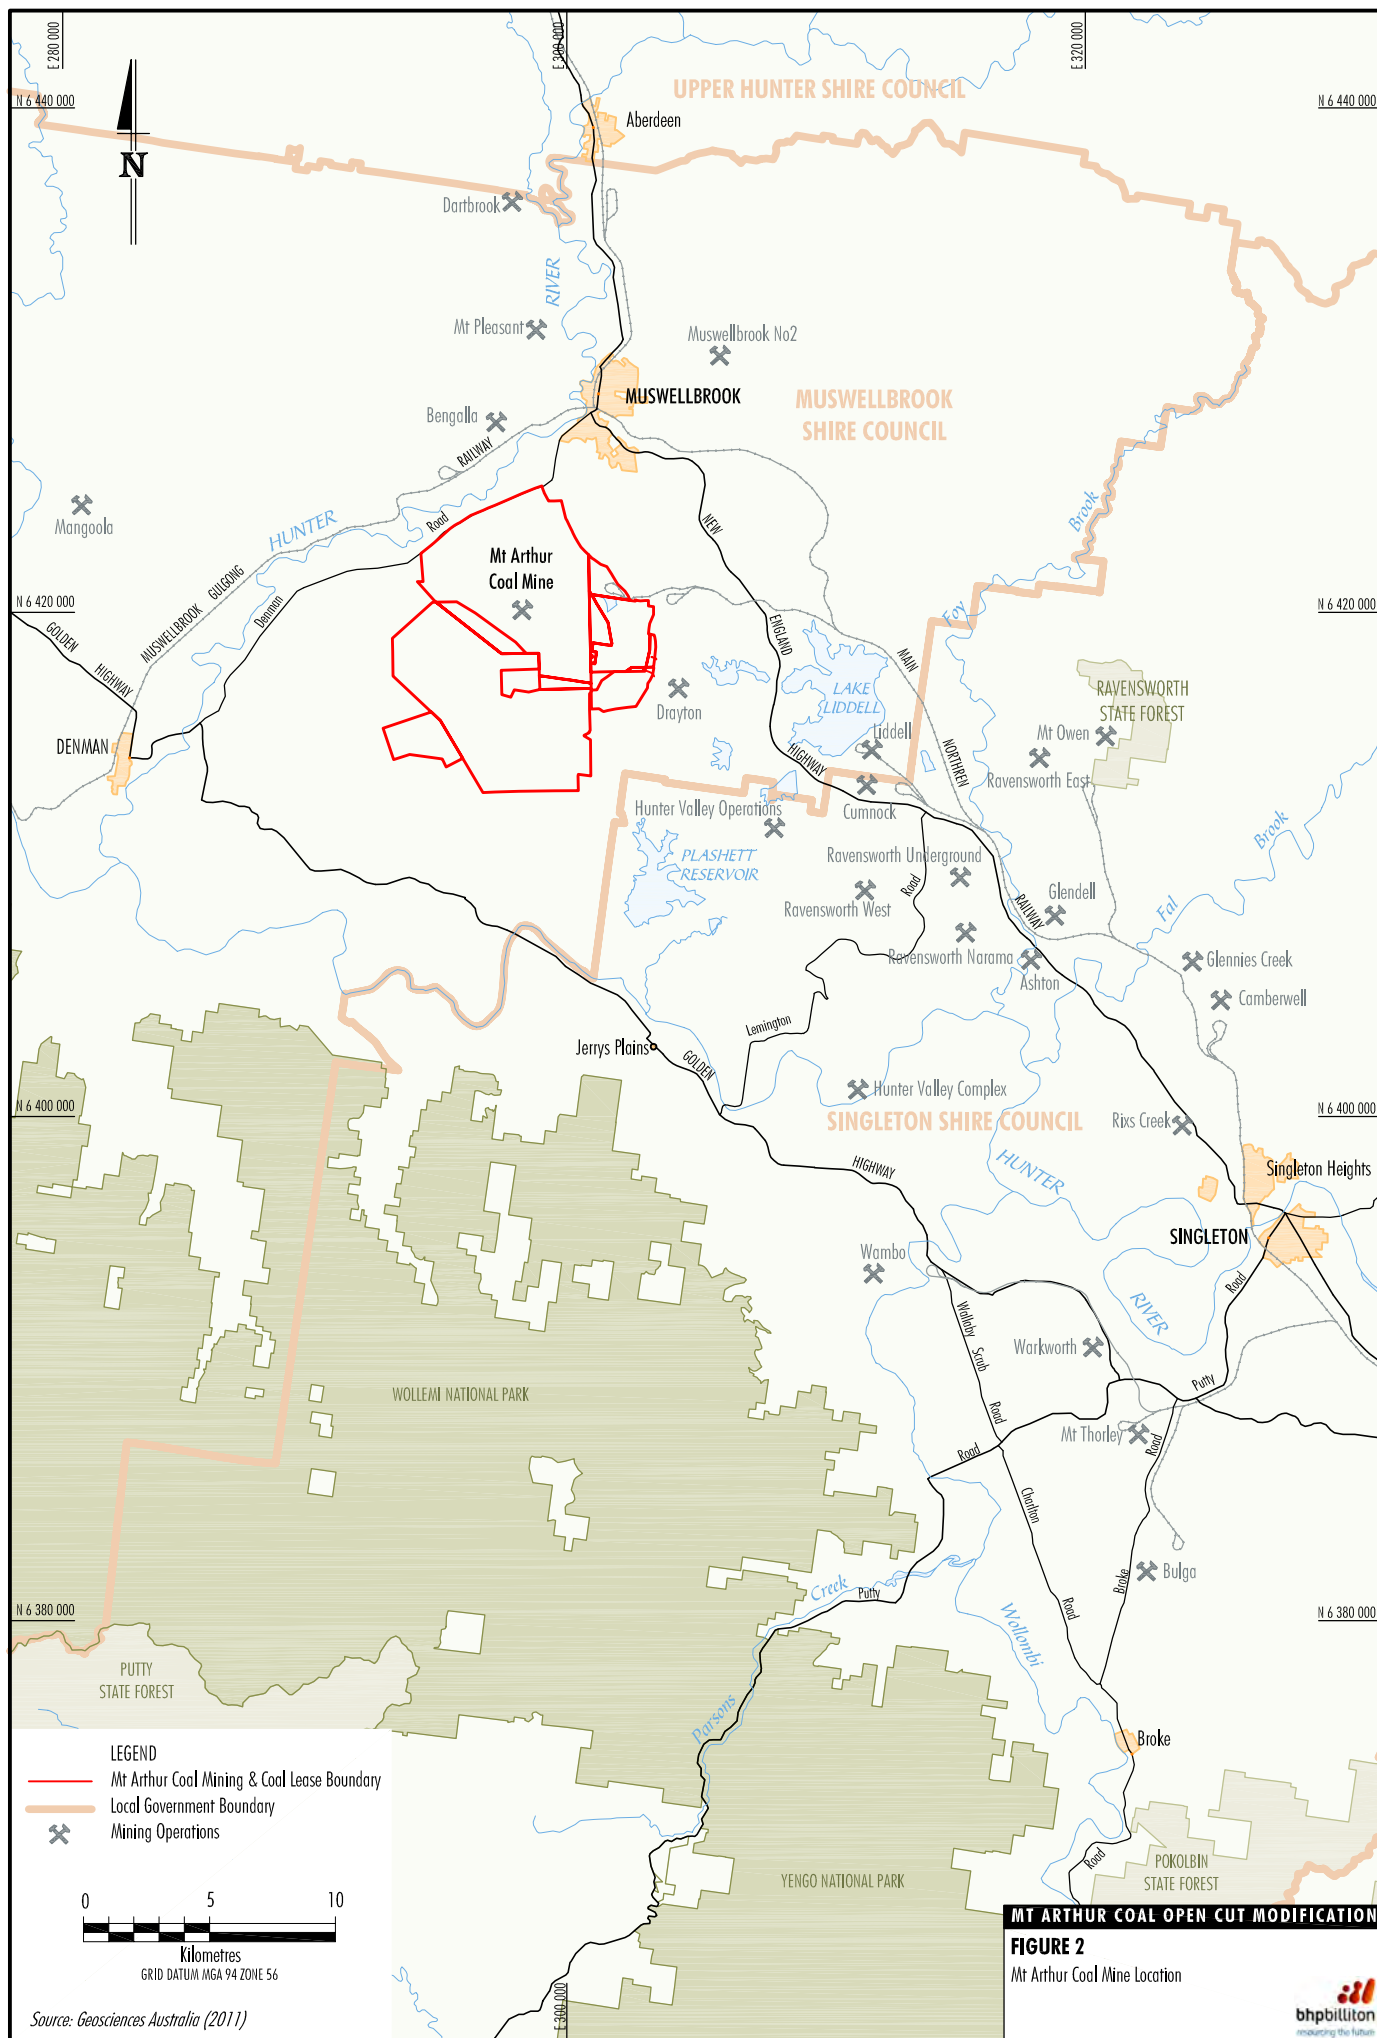 E 280 000
E 300 000
E 320 000
N 6 440 000
N 6 440 000
UPPER HUNTER SHIRE COUNCIL
Aberdeen
N
Dartbrook
RIVER
Mt Pleasant
Muswellbrook No2
MUSWELLBROOK
MUSWELLBROOK
SHIRE COUNCIL
Bengalla
RAILWAY
Mangoola
HUNTER
Road
NEW
Brook
Mt Arthur
Coal Mine
MUSWELLBROOK GULGONG
Denman
N 6 420 000
N 6 420 000
GOLDEN
HIGHWAY
ENGLAND
Foy
MAIN
LAKE
LIDDELL
RAVENSWORTH
STATE FOREST
Drayton
DENMAN
Liddell
Mt Owen
HIGHWAY
NORTHREN
Ravensworth East
Cumnock
Hunter Valley Operations
PLASHETT
RESERVOIR
Ravensworth Underground
Brook
Road
Ravensworth West
Glendell
RAILWAY
Fal
Ravensworth Narama
Ashton
Glennies Creek
Camberwell
Lemington
Jerrys Plains
GOLDEN
Hunter Valley Complex
N 6 400 000
N 6 400 000
SINGLETON SHIRE COUNCIL
Rixs Creek
HUNTER
HIGHWAY
Singleton Heights
SINGLETON
Wambo
Road
RIVER
Wallaby
Scrub
Road
Warkworth
WOLLEMI NATIONAL PARK
Putty
Mt Thorley
Road
Road
Charlton
Bulga
Broke
Creek
Putty
Road
Wollombi
N 6 380 000
N 6 380 000
PUTTY
STATE FOREST
Parsons
Broke
LEGEND
Mt Arthur Coal Mining & Coal Lease Boundary
Local Government Boundary
Mining Operations
Road
POKOLBIN
STATE FOREST
YENGO NATIONAL PARK
0 5 10
Kilometres
GRID DATUM MGA 94 ZONE 56
E 300 000
Source: Geosciences Australia (2011)
MT ARTHUR COAL OPEN CUT MODIFICATION
FIGURE 2
Mt Arthur Coal Mine Location
bhpbilliton
resourcing the future